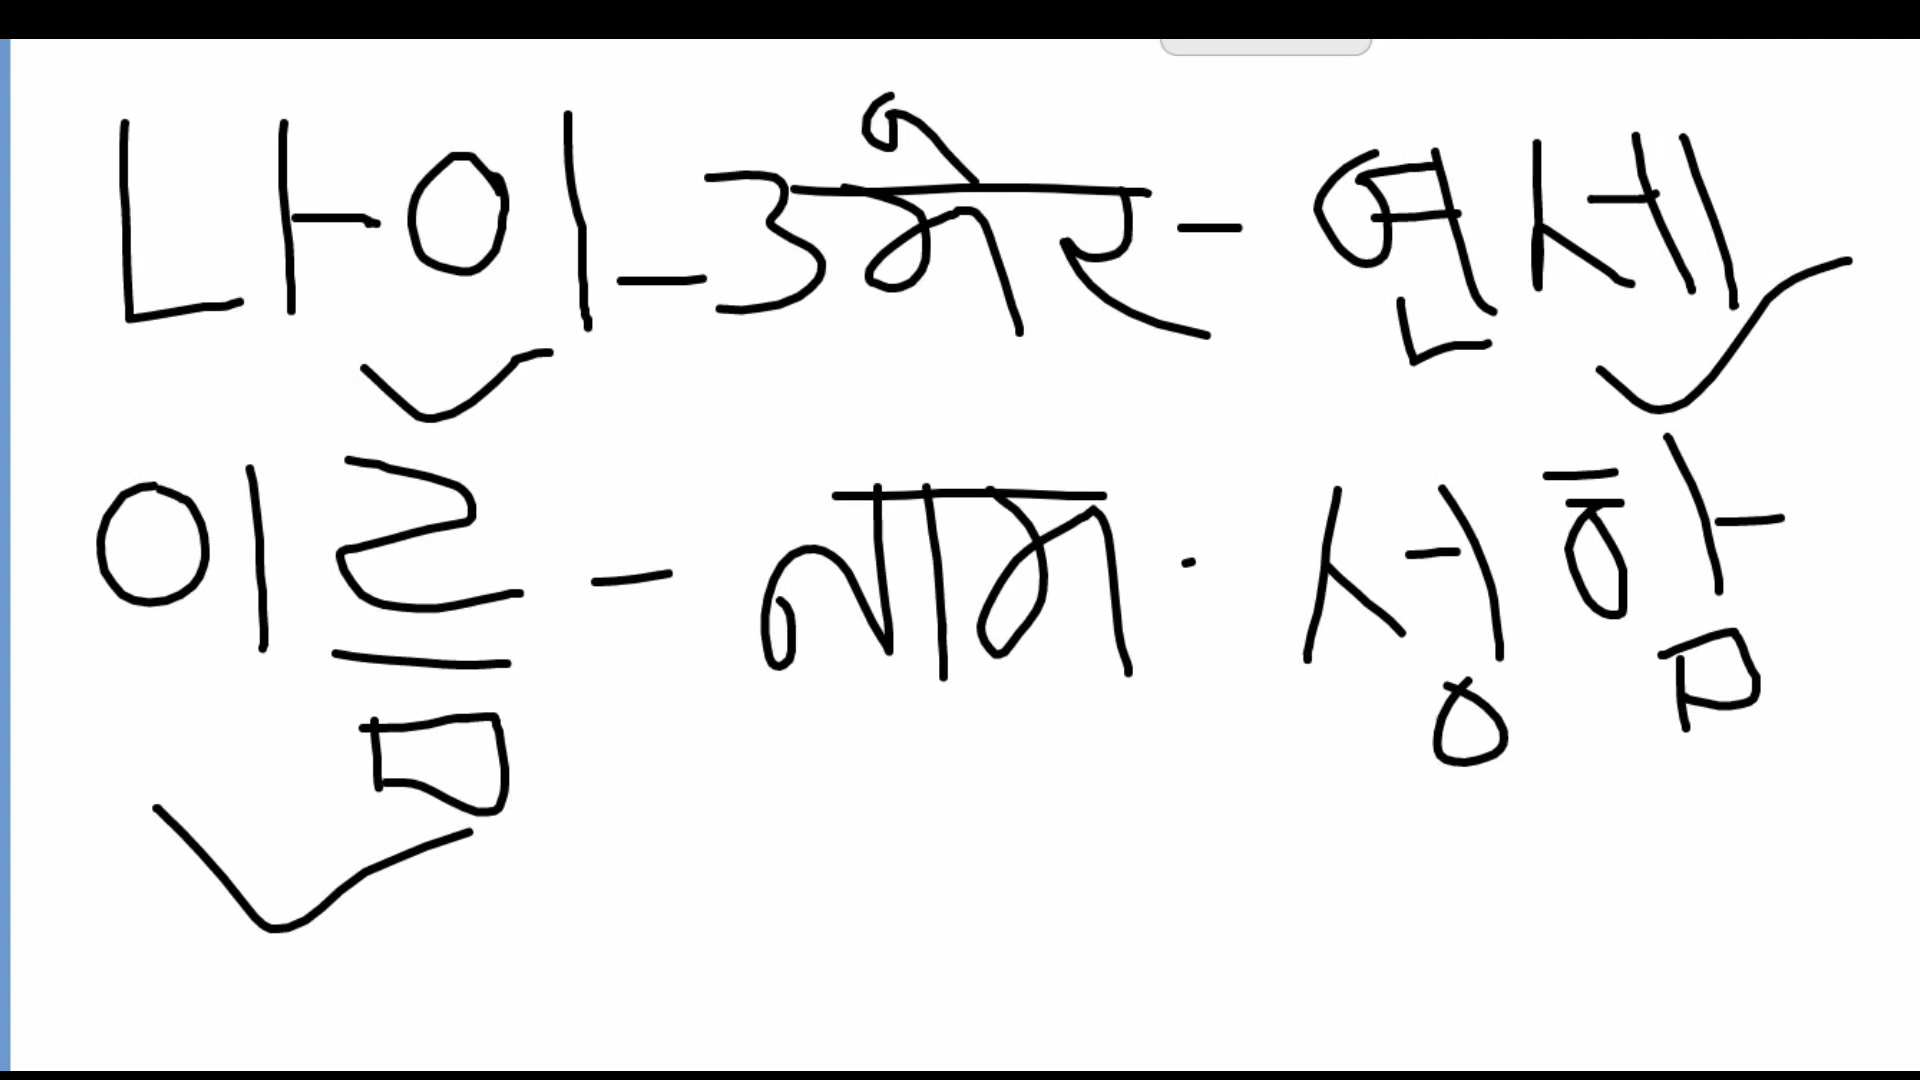 나이 - उमेर - 연세
이름 - नाम · 성함